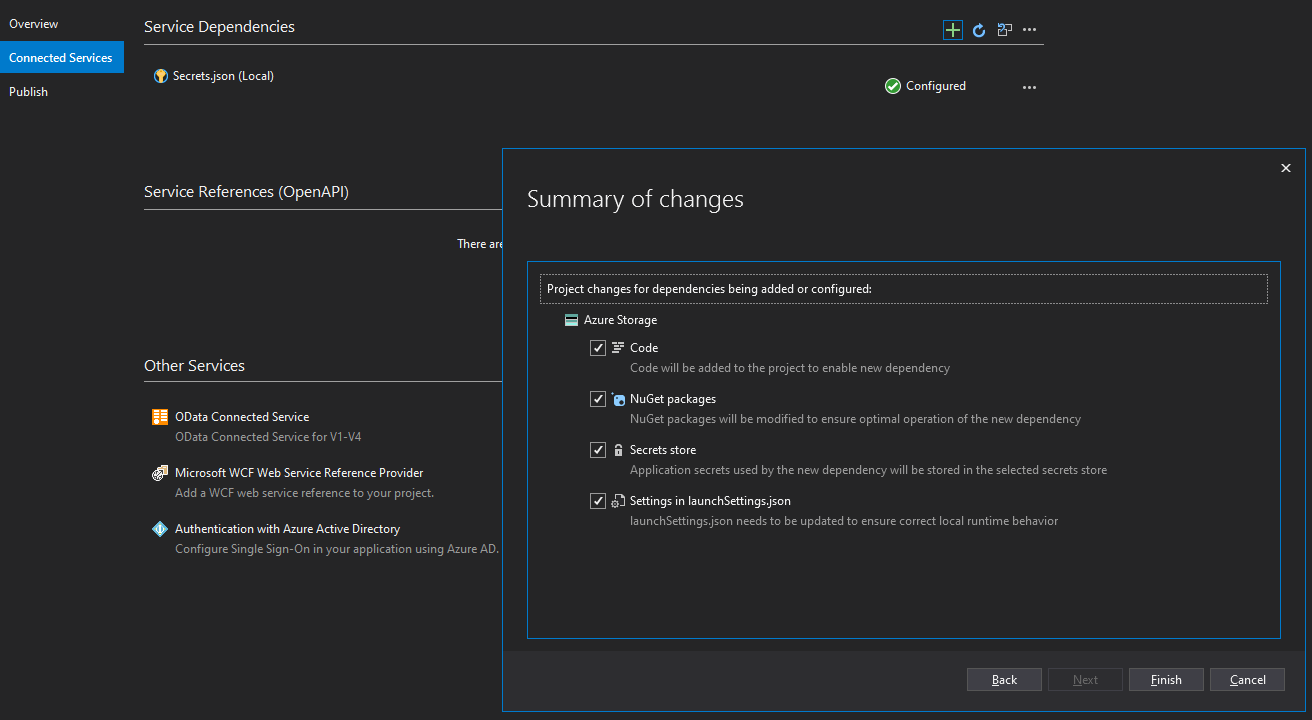 Overview
Connected Services
Publish
Service Dependencies
Secrets.json (Local)
Configured
Service References (OpenAPI)
There are
Other Services
OData Connected Service
OData Connected Service for V1-V4
Microsoft WCF Web Service Reference Provider
Add a WCF web service reference to your project.
Authentication with Azure Active Directory
Configure Single Sign-On in your application using Azure AD.
Summary of changes
Project changes for dependencies being added or configured:
Azure Storage
Code
Code will be added to the project to enable new dependency
NuGet packages
NuGet packages will be modified to ensure optimal operation of the new dependency
Secrets store
Application secrets used by the new dependency will be stored in the selected secrets store
Settings in launchSettings.json
launchSettings.json needs to be updated to ensure correct local runtime behavior
Back Next Finish Cancel